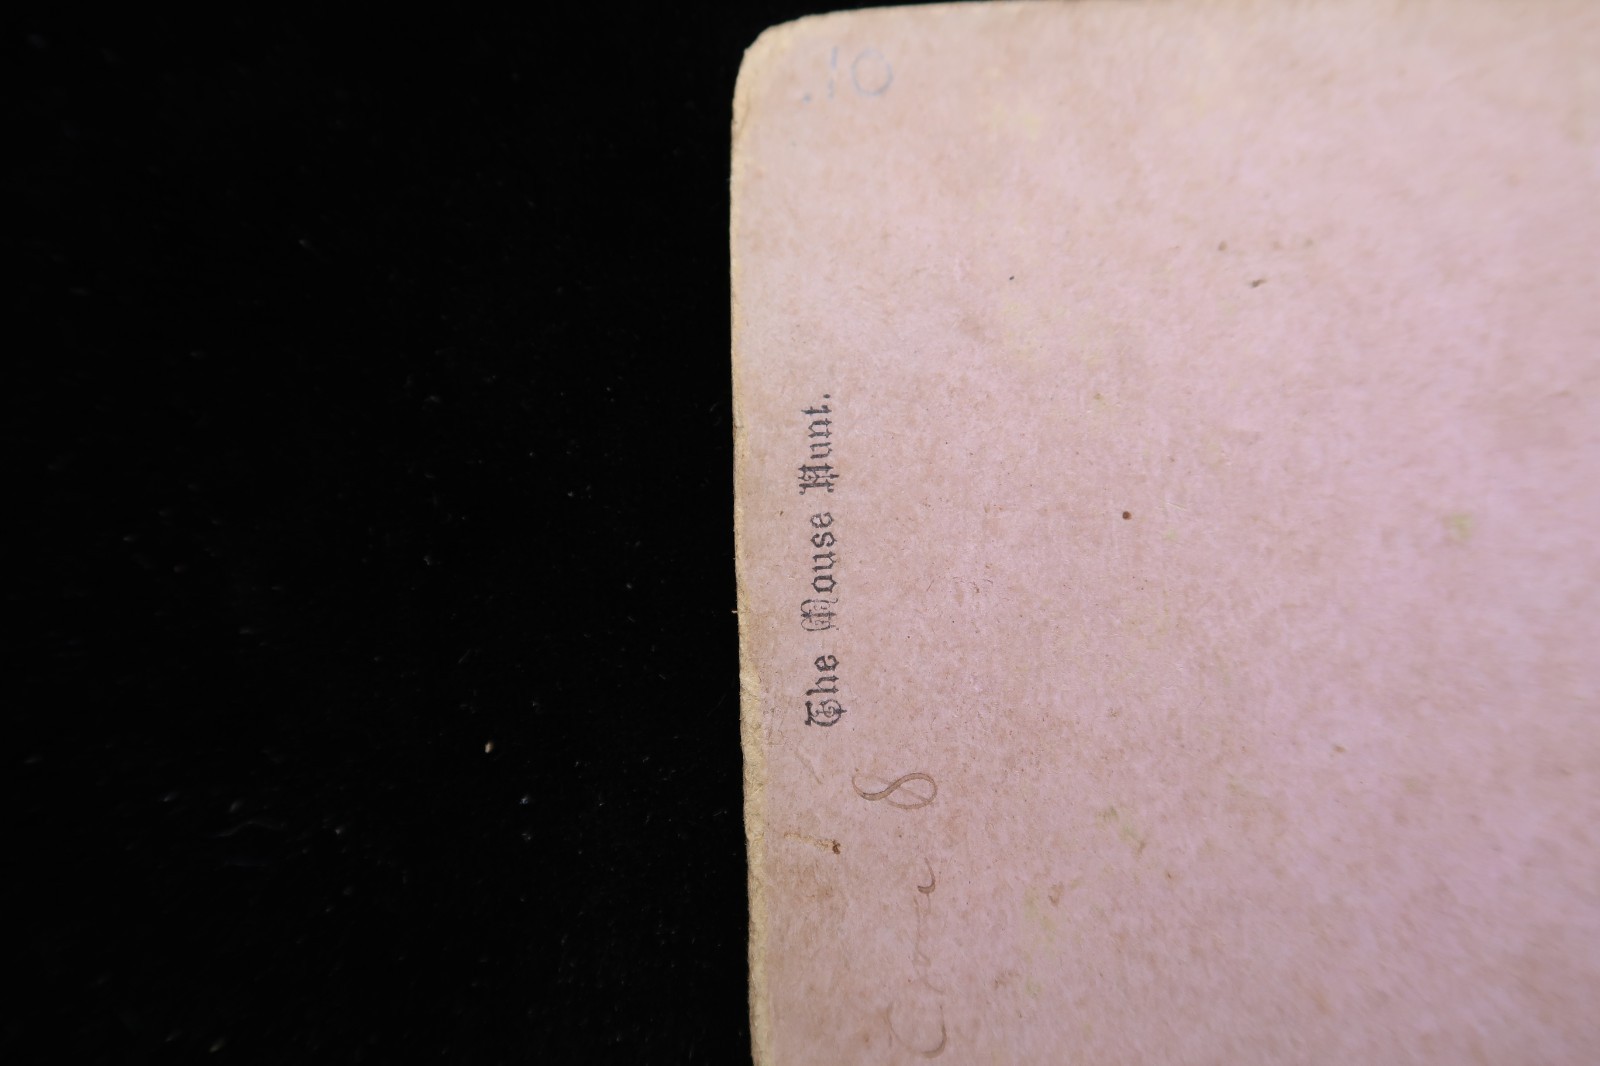 .10
The Mouse Hunt.
8